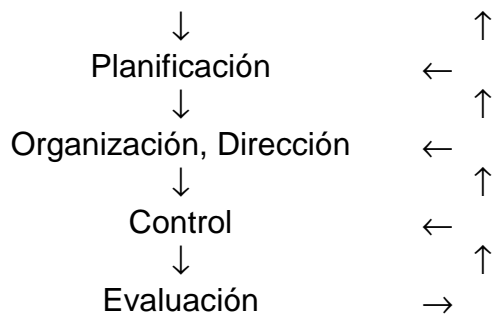 ↓ ↑
Planificación ←
↓ ↑
Organización, Dirección ←
↓ ↑
Control ←
↓ ↑
Evaluación →